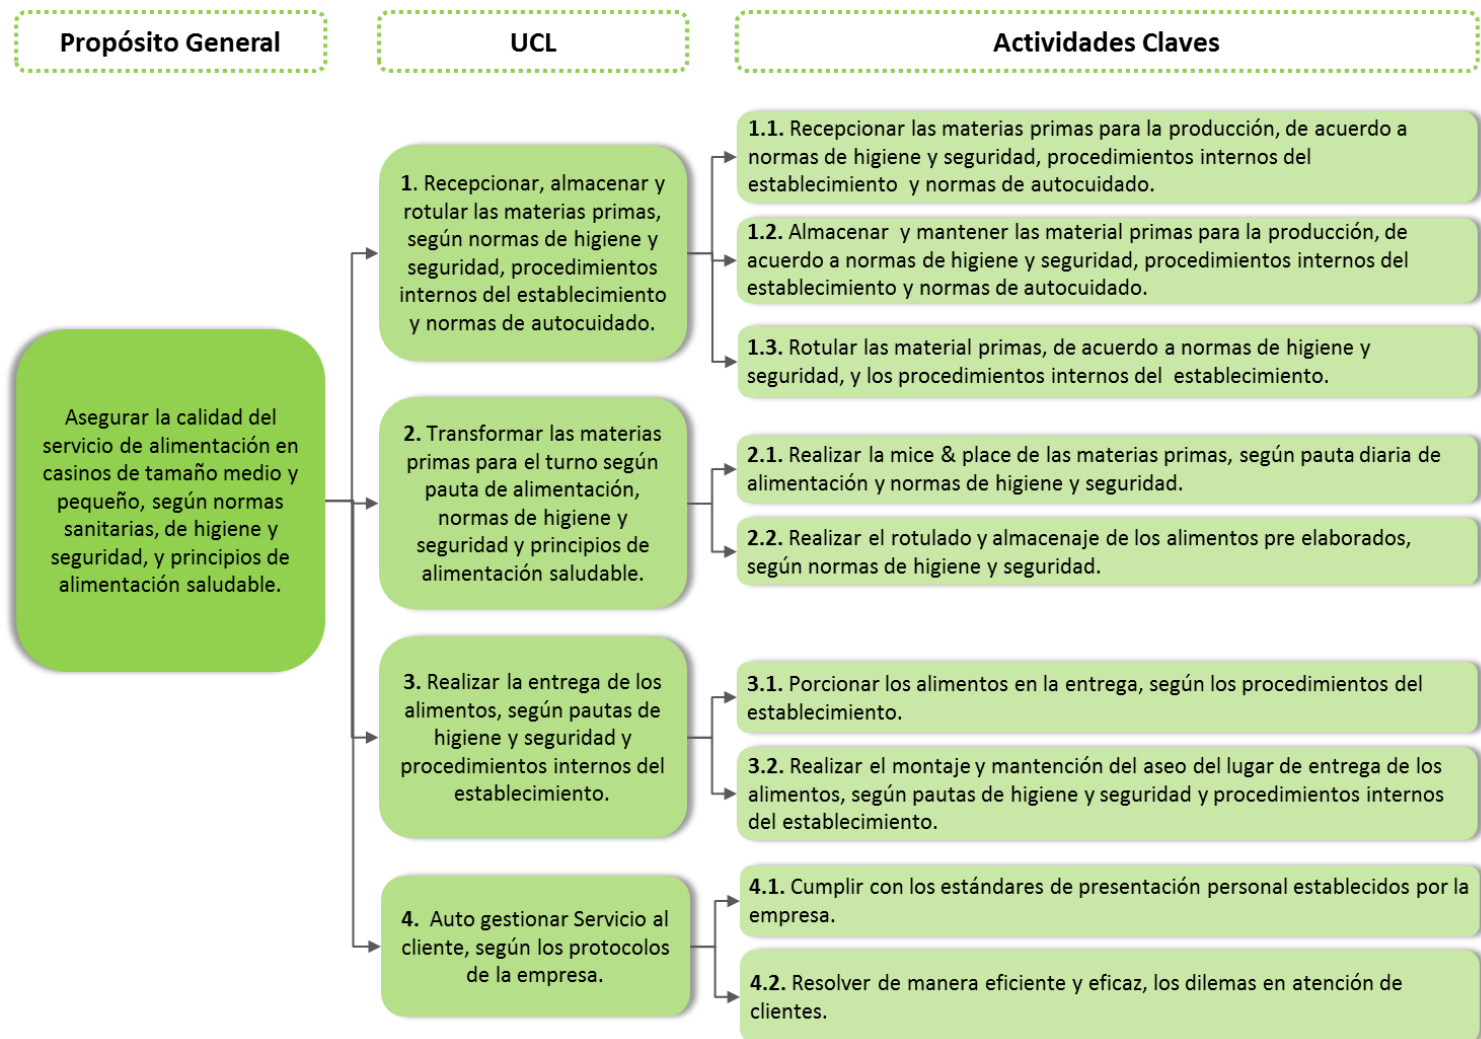 Propósito General
UCL
Actividades Claves
Asegurar la calidad del
servicio de alimentación en
casinos de tamaño medio y
pequeño, según normas
sanitarias, de higiene y
seguridad, y principios de
alimentación saludable.
1. Recepcionar, almacenar y
rotular las materias primas,
según normas de higiene y
seguridad, procedimientos
internos del establecimiento
y normas de autocuidado.
1.1. Recepcionar las materias primas para la producción, de acuerdo a
normas de higiene y seguridad, procedimientos internos del
establecimiento y normas de autocuidado.
1.2. Almacenar y mantener las material primas para la producción, de
acuerdo a normas de higiene y seguridad, procedimientos internos del
establecimiento y normas de autocuidado.
1.3. Rotular las material primas, de acuerdo a normas de higiene y
seguridad, y los procedimientos internos del establecimiento.
2. Transformar las materias
primas para el turno según
pauta de alimentación,
normas de higiene y
seguridad y principios de
alimentación saludable.
2.1. Realizar la mice & place de las materias primas, según pauta diaria de
alimentación y normas de higiene y seguridad.
2.2. Realizar el rotulado y almacenaje de los alimentos pre elaborados,
según normas de higiene y seguridad.
3. Realizar la entrega de los
alimentos, según pautas de
higiene y seguridad y
procedimientos internos del
establecimiento.
3.1. Porcionar los alimentos en la entrega, según los procedimientos del
establecimiento.
3.2. Realizar el montaje y mantención del aseo del lugar de entrega de los
alimentos, según pautas de higiene y seguridad y procedimientos internos
del establecimiento.
4. Auto gestionar Servicio al
cliente, según los protocolos
de la empresa.
4.1. Cumplir con los estándares de presentación personal establecidos por la
empresa.
4.2. Resolver de manera eficiente y eficaz, los dilemas en atención de
clientes.